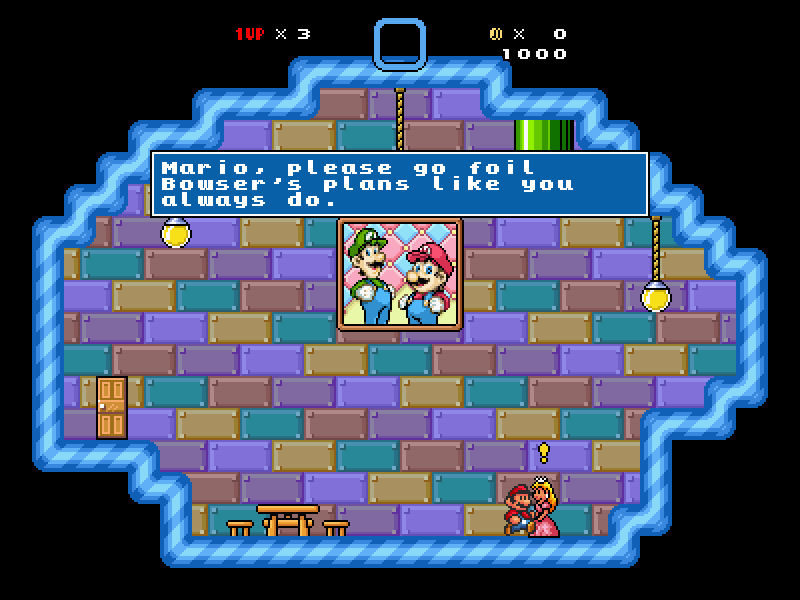 1UP × 3
× 0
1000
Mario, please go foil
Bowser's plans like you
always do.
!